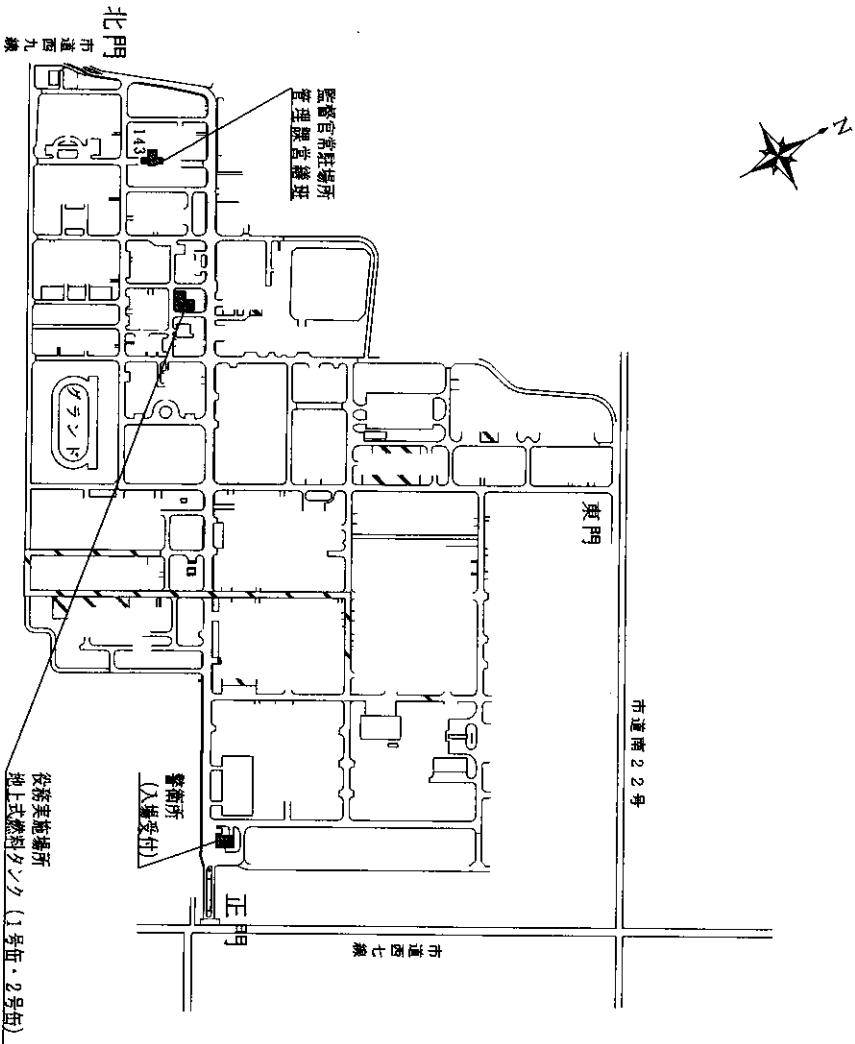 N
北門
市道西九線
監督官常駐場所
管理課営繕班
143
グランド
東門
市道南22号
警衛所
(入場受付)
正門
市道西七線
役務実施場所
地上式燃料タンク(1号缶・2号缶)